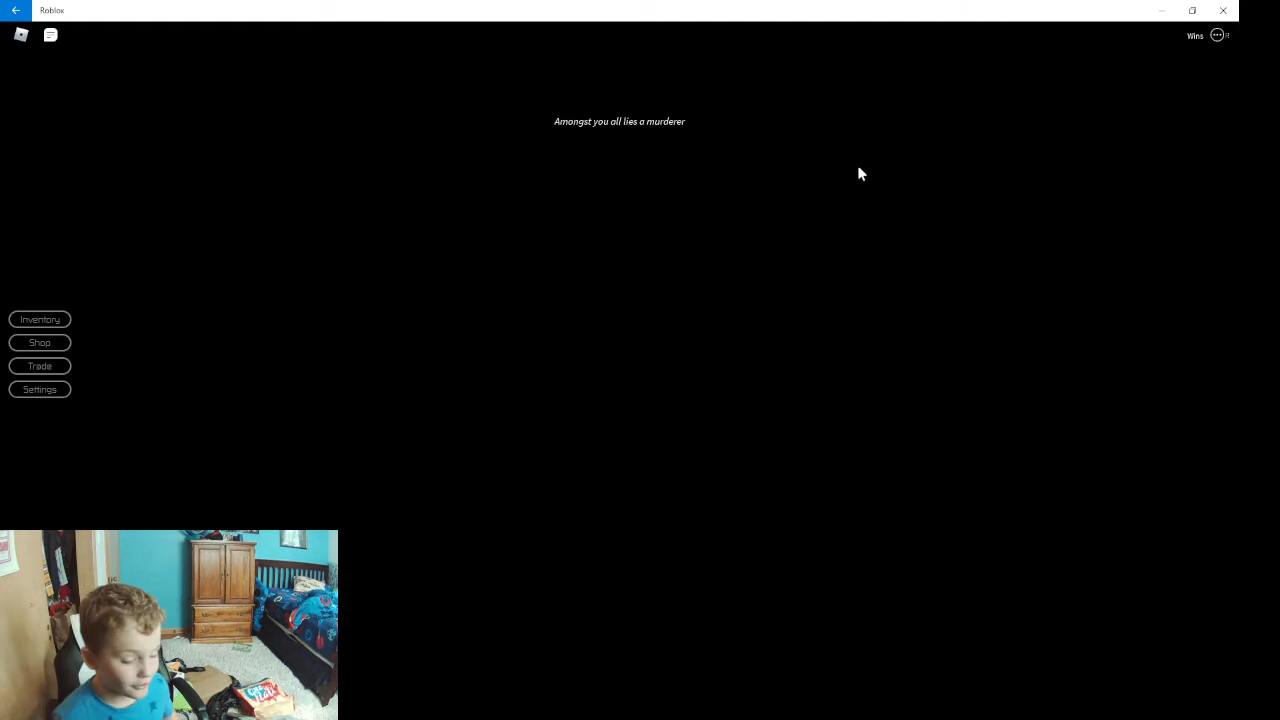 Roblox
Wins
Amongst you all lies a murderer
Inventory
Shop
Trade
Settings